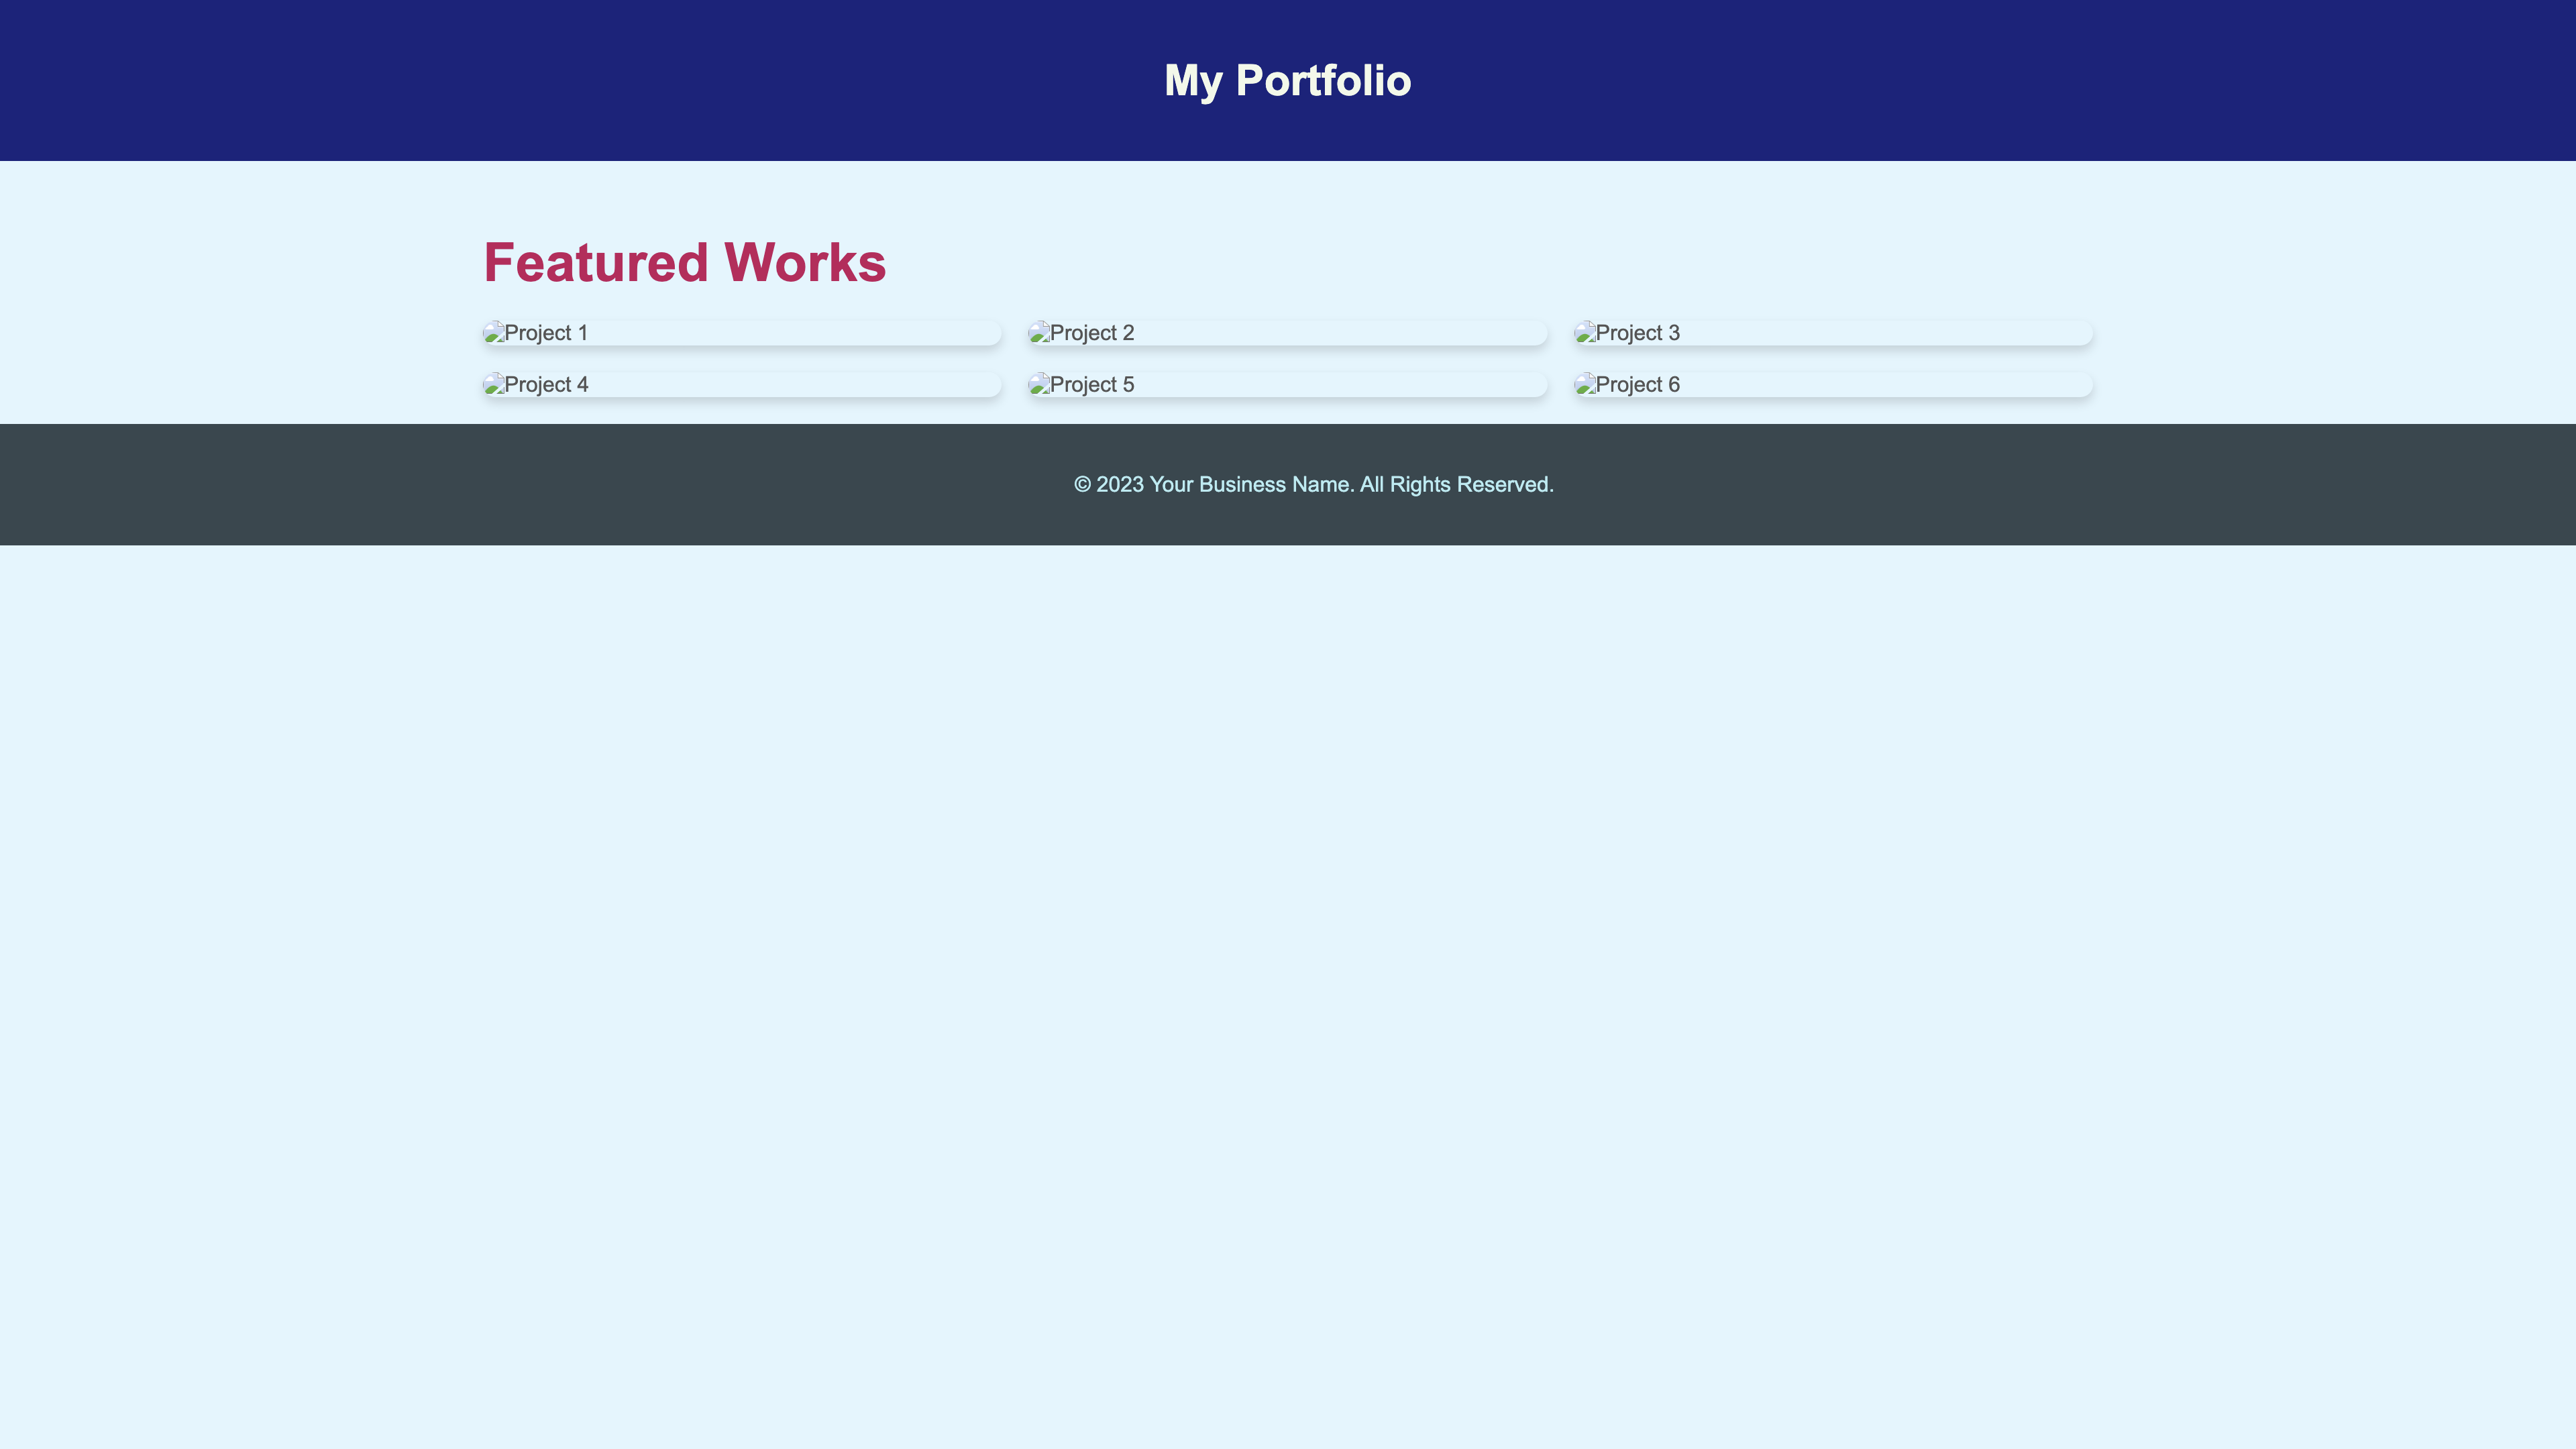 My Portfolio
Featured Works
Project 1
Project 2
Project 3
Project 4
Project 5
Project 6
© 2023 Your Business Name. All Rights Reserved.